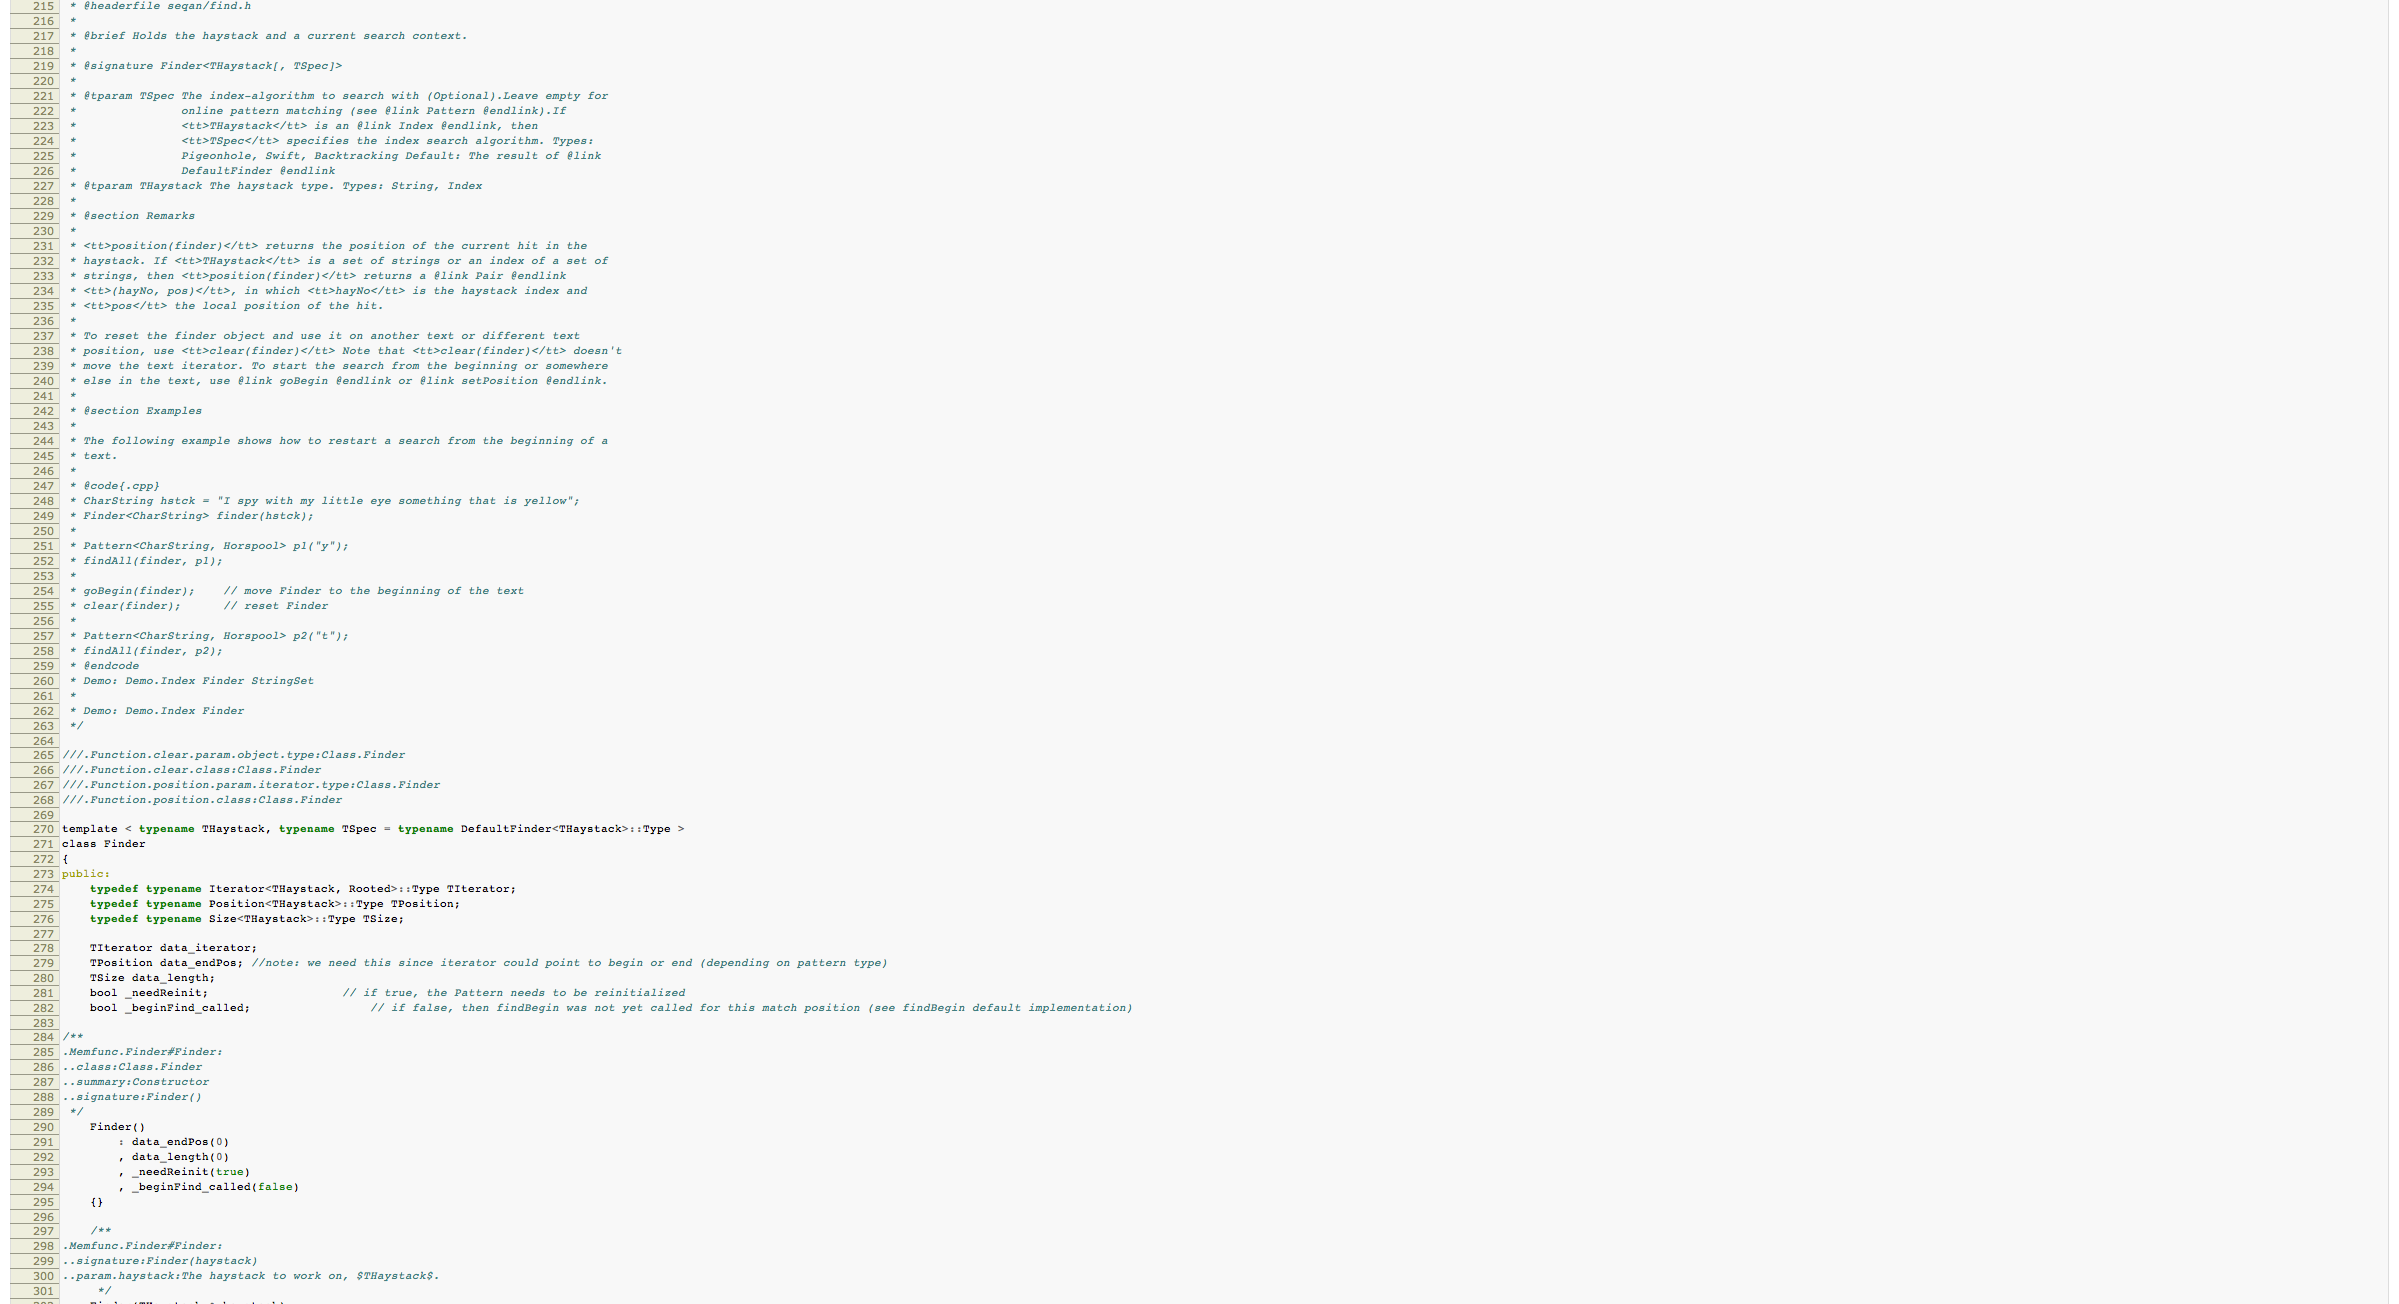 215 * @headerfile seqan/find.h
216 *
217 * @brief Holds the haystack and a current search context.
218 *
219 * @signature Finder<THaystack[, TSpec]>
220 *
221 * @tparam TSpec The index-algorithm to search with (Optional).Leave empty for
222 *               online pattern matching (see @link Pattern @endlink).If
223 *               <tt>THaystack</tt> is an @link Index @endlink, then
224 *               <tt>TSpec</tt> specifies the index search algorithm. Types:
225 *               Pigeonhole, Swift, Backtracking Default: The result of @link
226 *               DefaultFinder @endlink
227 * @tparam THaystack The haystack type. Types: String, Index
228 *
229 * @section Remarks
230 *
231 * <tt>position(finder)</tt> returns the position of the current hit in the
232 * haystack. If <tt>THaystack</tt> is a set of strings or an index of a set of
233 * strings, then <tt>position(finder)</tt> returns a @link Pair @endlink
234 * <tt>(hayNo, pos)</tt>, in which <tt>hayNo</tt> is the haystack index and
235 * <tt>pos</tt> the local position of the hit.
236 *
237 * To reset the finder object and use it on another text or different text
238 * position, use <tt>clear(finder)</tt> Note that <tt>clear(finder)</tt> doesn't
239 * move the text iterator. To start the search from the beginning or somewhere
240 * else in the text, use @link goBegin @endlink or @link setPosition @endlink.
241 *
242 * @section Examples
243 *
244 * The following example shows how to restart a search from the beginning of a
245 * text.
246 *
247 * @code{.cpp}
248 * CharString hstck = "I spy with my little eye something that is yellow";
249 * Finder<CharString> finder(hstck);
250 *
251 * Pattern<CharString, Horspool> p1("y");
252 * findAll(finder, p1);
253 *
254 * goBegin(finder);    // move Finder to the beginning of the text
255 * clear(finder);      // reset Finder
256 *
257 * Pattern<CharString, Horspool> p2("t");
258 * findAll(finder, p2);
259 * @endcode
260 * Demo: Demo.Index Finder StringSet
261 *
262 * Demo: Demo.Index Finder
263 */
264
265 ///.Function.clear.param.object.type:Class.Finder
266 ///.Function.clear.class:Class.Finder
267 ///.Function.position.param.iterator.type:Class.Finder
268 ///.Function.position.class:Class.Finder
269
270 template < typename THaystack, typename TSpec = typename DefaultFinder<THaystack>::Type >
271 class Finder
272 {
273 public:
274     typedef typename Iterator<THaystack, Rooted>::Type TIterator;
275     typedef typename Position<THaystack>::Type TPosition;
276     typedef typename Size<THaystack>::Type TSize;
277
278     TIterator data_iterator;
279     TPosition data_endPos; //note: we need this since iterator could point to begin or end (depending on pattern type)
280     TSize data_length;
281     bool _needReinit;                   // if true, the Pattern needs to be reinitialized
282     bool _beginFind_called;                 // if false, then findBegin was not yet called for this match position (see findBegin default implementation)
283
284 /**
285 .Memfunc.Finder#Finder:
286 ..class:Class.Finder
287 ..summary:Constructor
288 ..signature:Finder()
289  */
290     Finder()
291         : data_endPos(0)
292         , data_length(0)
293         , _needReinit(true)
294         , _beginFind_called(false)
295     {}
296
297     /**
298 .Memfunc.Finder#Finder:
299 ..signature:Finder(haystack)
300 ..param.haystack:The haystack to work on, $THaystack$.
301      */